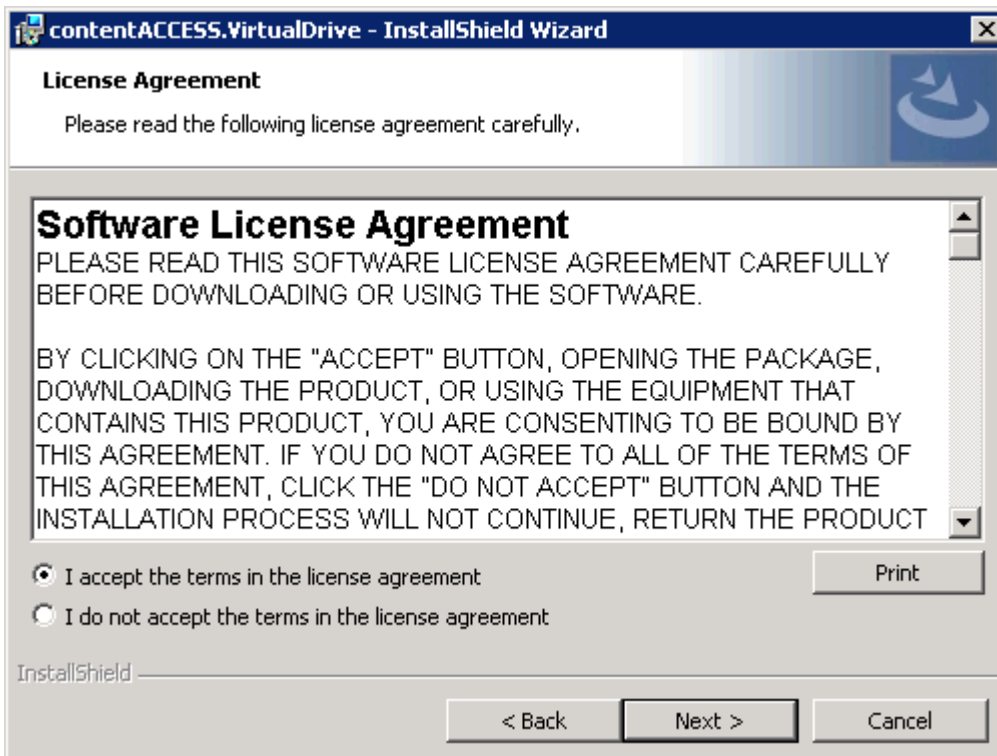 contentACCESS.VirtualDrive - InstallShield Wizard
License Agreement
Please read the following license agreement carefully.
Software License Agreement
PLEASE READ THIS SOFTWARE LICENSE AGREEMENT CAREFULLY
BEFORE DOWNLOADING OR USING THE SOFTWARE.
BY CLICKING ON THE "ACCEPT" BUTTON, OPENING THE PACKAGE,
DOWNLOADING THE PRODUCT, OR USING THE EQUIPMENT THAT
CONTAINS THIS PRODUCT, YOU ARE CONSENTING TO BE BOUND BY
THIS AGREEMENT. IF YOU DO NOT AGREE TO ALL OF THE TERMS OF
THIS AGREEMENT, CLICK THE "DO NOT ACCEPT" BUTTON AND THE
INSTALLATION PROCESS WILL NOT CONTINUE, RETURN THE PRODUCT
I accept the terms in the license agreement
Print
I do not accept the terms in the license agreement
InstallShield
< Back
Next >
Cancel